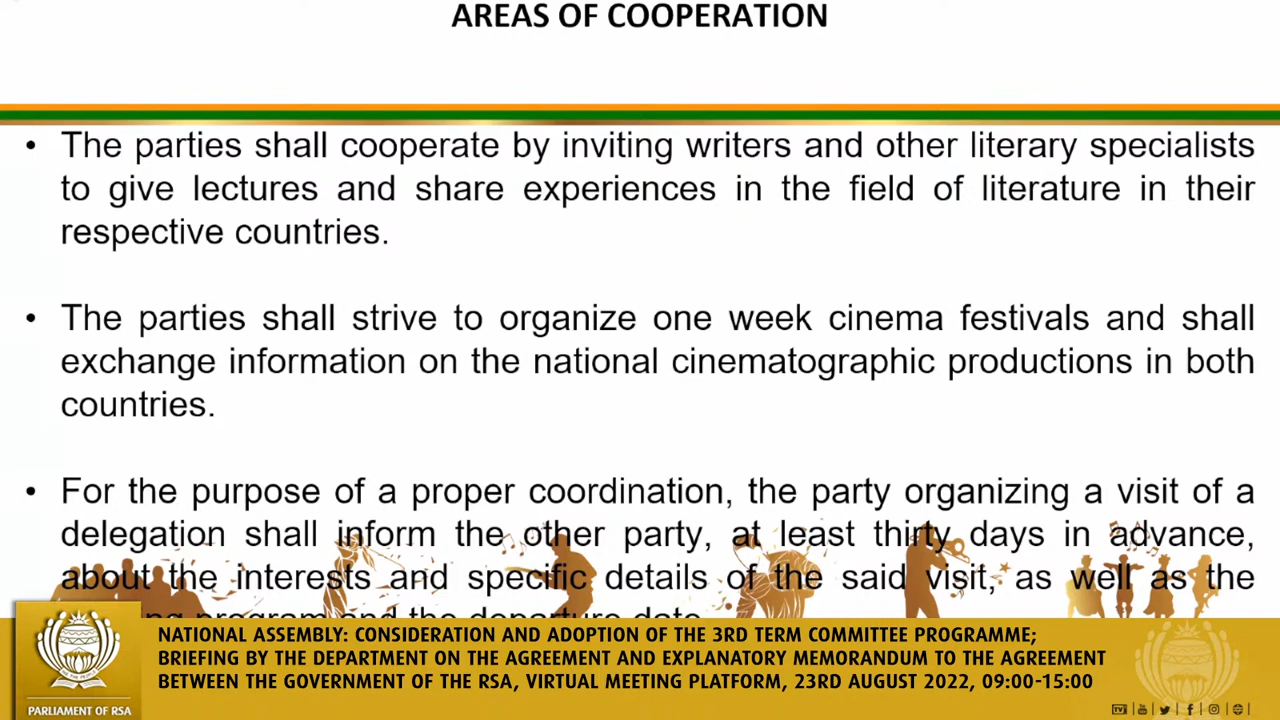 AREAS OF COOPERATION
• The parties shall cooperate by inviting writers and other literary specialists
to give lectures and share experiences in the field of literature in their
respective countries.
• The parties shall strive to organize one week cinema festivals and shall
exchange information on the national cinematographic productions in both
countries.
• For the purpose of a proper coordination, the party organizing a visit of a
delegation shall inform the other party, at least thirty days in advance,
about the interests and specific details of the said visit, as well as the
program and the departure date
NATIONAL ASSEMBLY: CONSIDERATION AND ADOPTION OF THE 3RD TERM COMMITTEE PROGRAMME;
BRIEFING BY THE DEPARTMENT ON THE AGREEMENT AND EXPLANATORY MEMORANDUM TO THE AGREEMENT
BETWEEN THE GOVERNMENT OF THE RSA, VIRTUAL MEETING PLATFORM, 23RD AUGUST 2022, 09:00-15:00
PARLIAMENT OF RSA